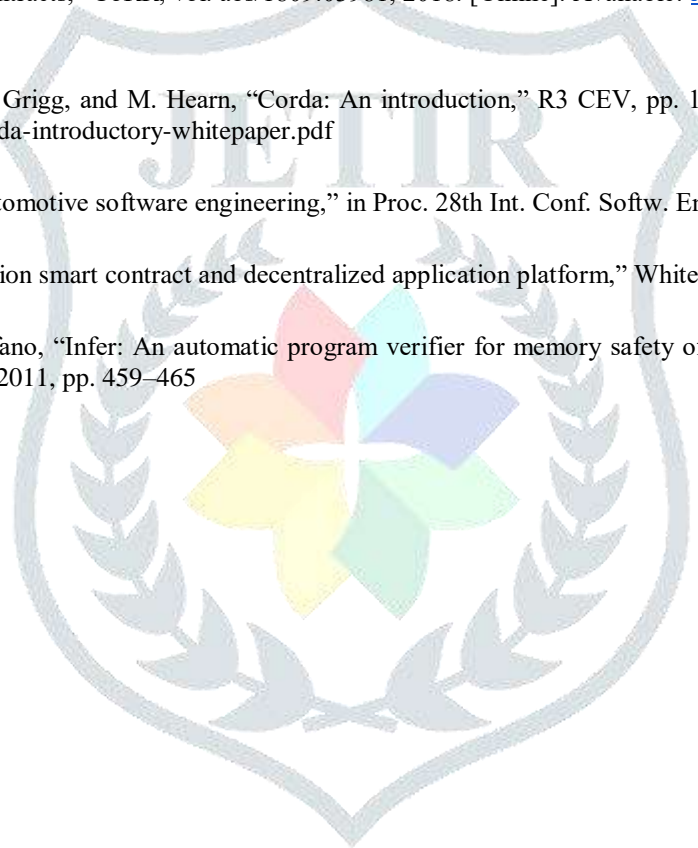 Grigg, and M. Hearn, “Corda: An introduction,” R3 CEV, pp. 1
da-introductory-whitepaper.pdf
JETIR
tomotive software engineering,” in Proc. 28th Int. Conf. Softw. En
ion smart contract and decentralized application platform,” White
fano, “Infer: An automatic program verifier for memory safety of
2011, pp. 459–465